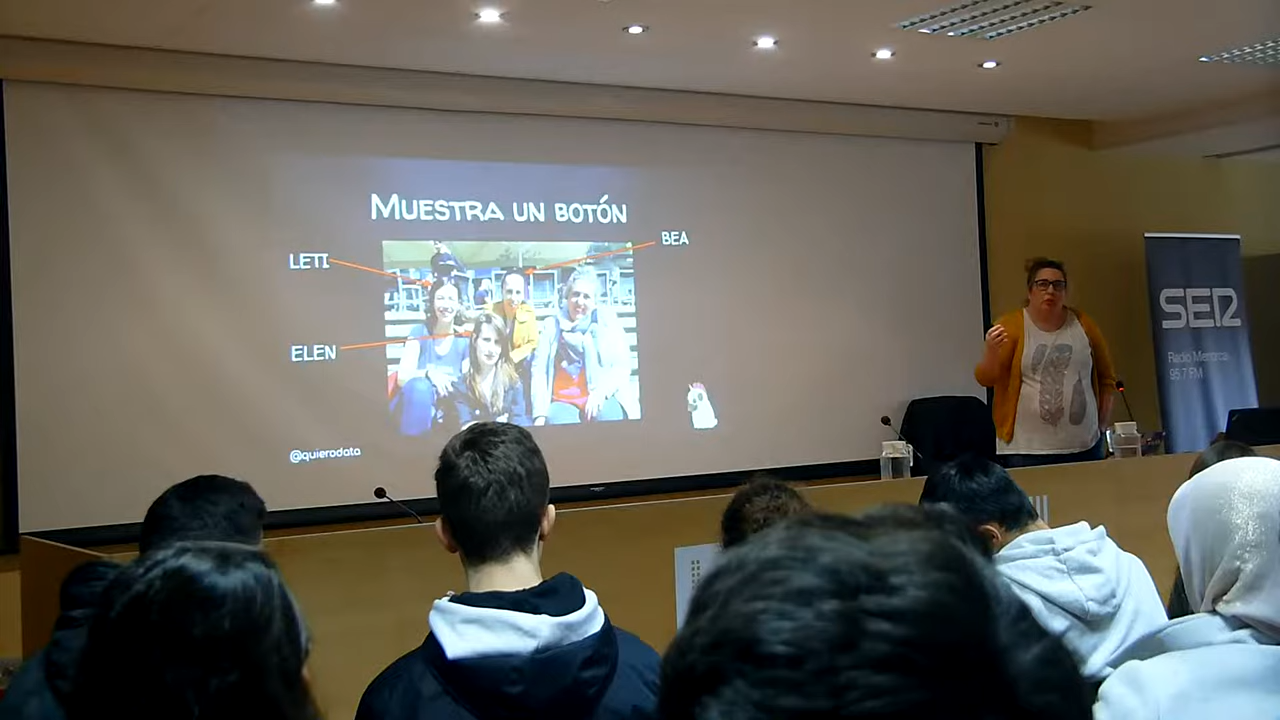 MUESTRA UN BOTÓN
LETI
BEA
ELEN
@quierodata
SER
Radio Menorca
95.7 FM